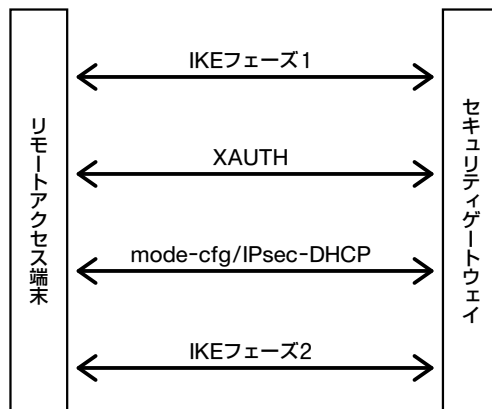 リモートアクセス端末
IKEフェーズ1
XAUTH
mode-cfg/IPsec-DHCP
IKEフェーズ2
セキュリティゲートウェイ